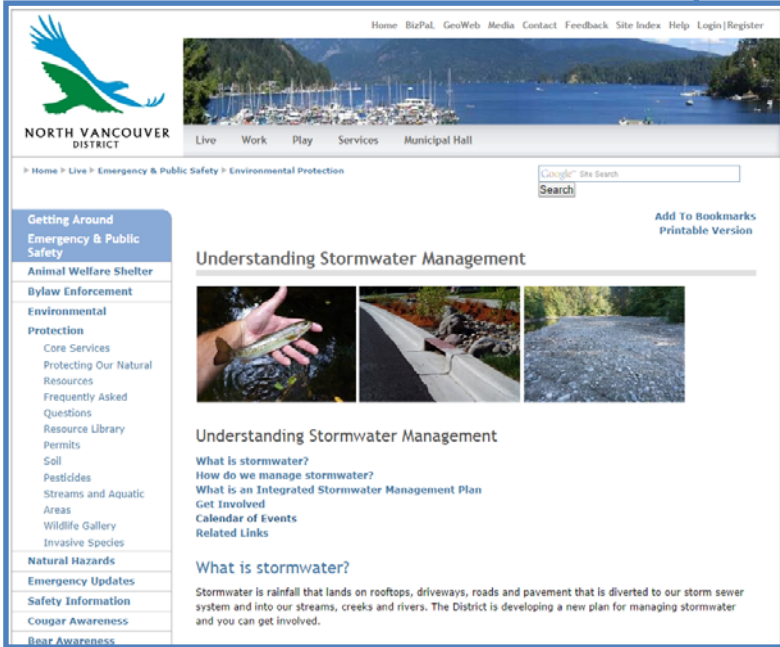 Home BizPaL GeoWeb Media Contact Feedback Site Index Help Login|Register
NORTH VANCOUVER
DISTRICT
Live Work Play Services Municipal Hall
Home Live Emergency & Public Safety Environmental Protection
Google™ Site Search
Search
Add To Bookmarks
Printable Version
Getting Around
Emergency & Public
Safety
Animal Welfare Shelter
Bylaw Enforcement
Environmental
Protection
Core Services
Protecting Our Natural
Resources
Frequently Asked
Questions
Resource Library
Permits
Soil
Pesticides
Streams and Aquatic
Areas
Wildlife Gallery
Invasive Species
Natural Hazards
Emergency Updates
Safety Information
Cougar Awareness
Bear Awareness
Understanding Stormwater Management
Understanding Stormwater Management
What is stormwater?
How do we manage stormwater?
What is an Integrated Stormwater Management Plan
Get Involved
Calendar of Events
Related Links
What is stormwater?
Stormwater is rainfall that lands on rooftops, driveways, roads and pavement that is diverted to our storm sewer
system and into our streams, creeks and rivers. The District is developing a new plan for managing stormwater
and you can get involved.